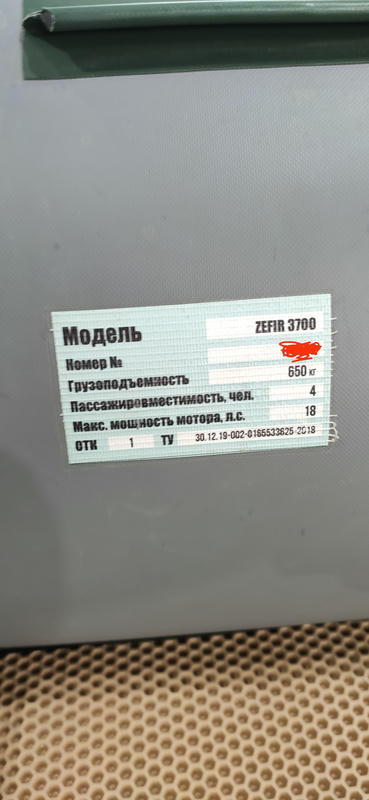 Модель ZEFIR 3700
Номер №
Грузоподъемность 650 кг
Пассажировместимость, чел. 4
Макс. мощность мотора, л.с. 18
ОТК 1 ТУ 30.12.19-002-0165533625-2018